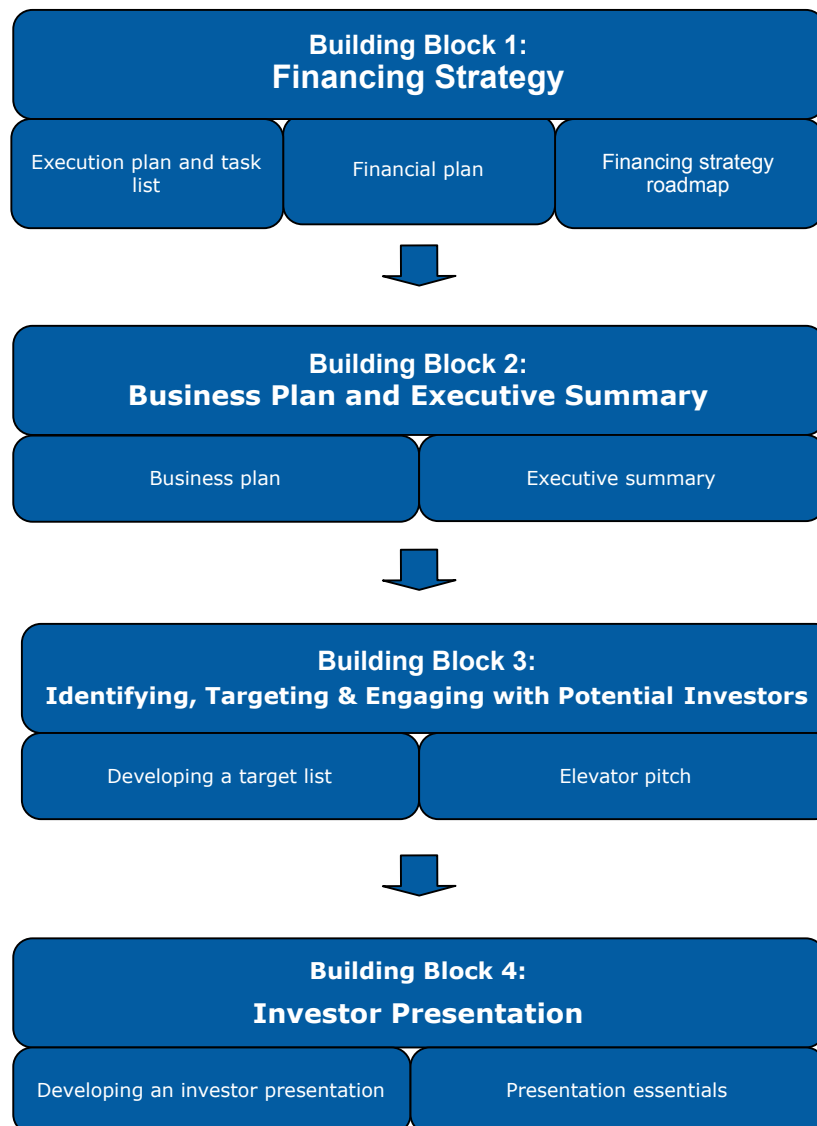 Building Block 1:
Financing Strategy
Execution plan and task
list
Financial plan
Financing strategy
roadmap
Building Block 2:
Business Plan and Executive Summary
Business plan
Executive summary
Building Block 3:
Identifying, Targeting & Engaging with Potential Investors
Developing a target list
Elevator pitch
Building Block 4:
Investor Presentation
Developing an investor presentation
Presentation essentials